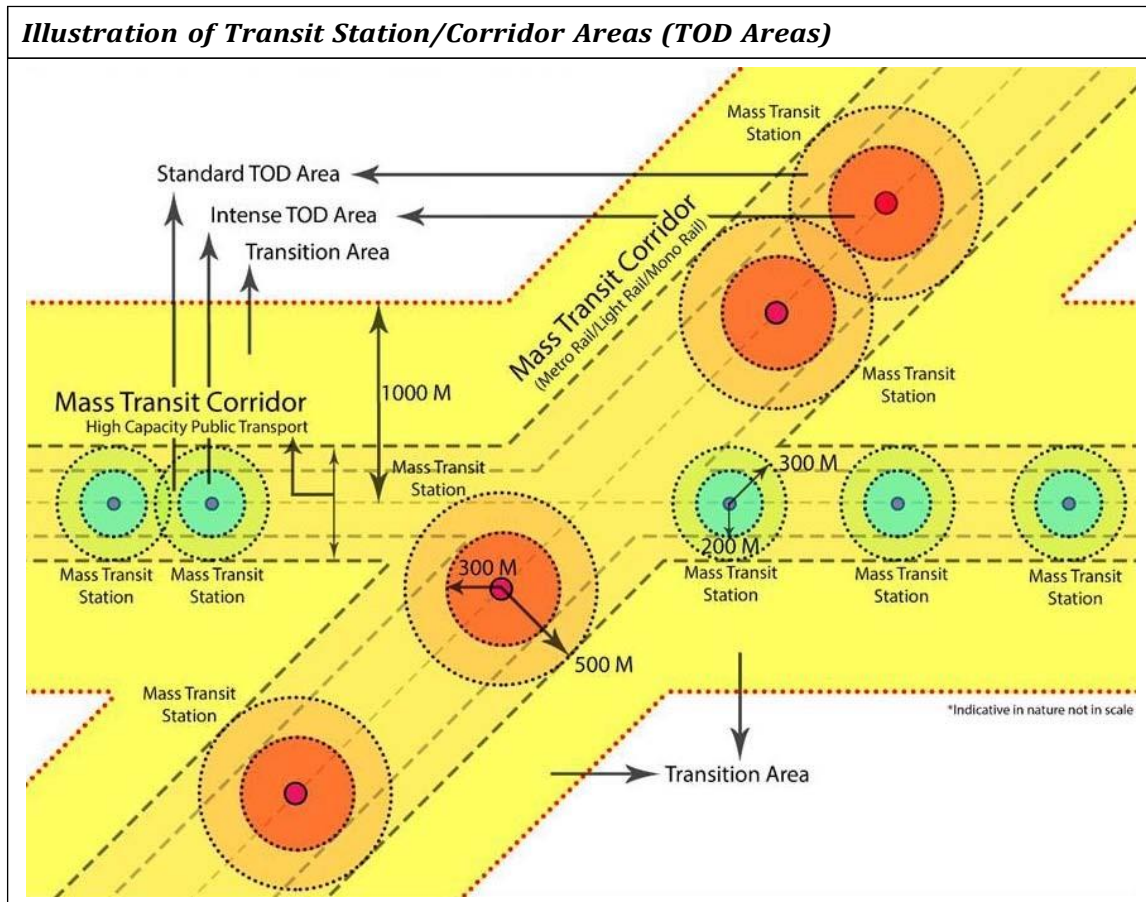 Illustration of Transit Station/Corridor Areas (TOD Areas)
Mass Transit
Station
Standard TOD Area
Intense TOD Area
Transition Area
Mass Transit Corridor
(Metro Rail/Light Rail/Mono Rail)
Mass Transit
Station
1000 M
Mass Transit Corridor
High Capacity Public Transport
Mass Transit
Station
300 M
200 M
Mass Transit
Station
Mass Transit
Station
Mass Transit
Station
Mass Transit
Station
Mass Transit
Station
300 M
500 M
Mass Transit
Station
*Indicative in nature not in scale
Transition Area